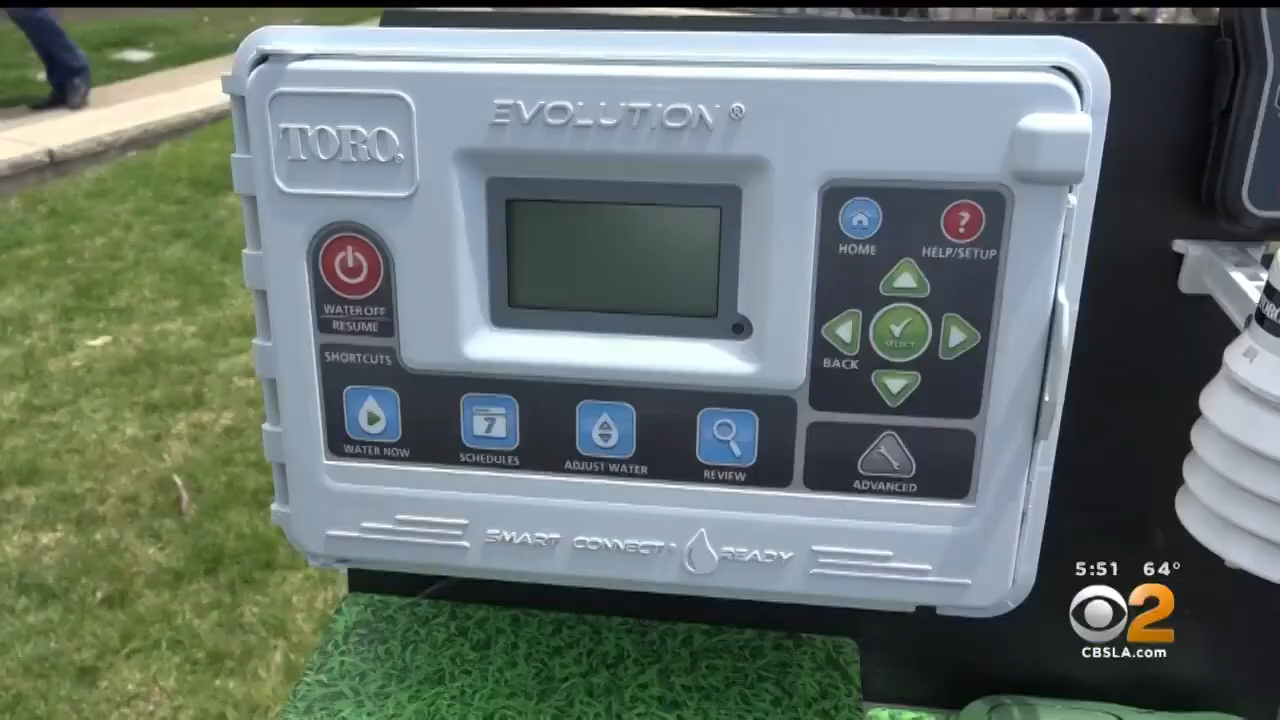 TORO
EVOLUTION®
HOME
HELP/SETUP
WATER OFF
RESUME
SELECT
BACK
SHORTCUTS
7
WATER NOW
SCHEDULES
ADJUST WATER
REVIEW
ADVANCED
SMART CONNECT READY
5:51 64°
2
CBSLA.com